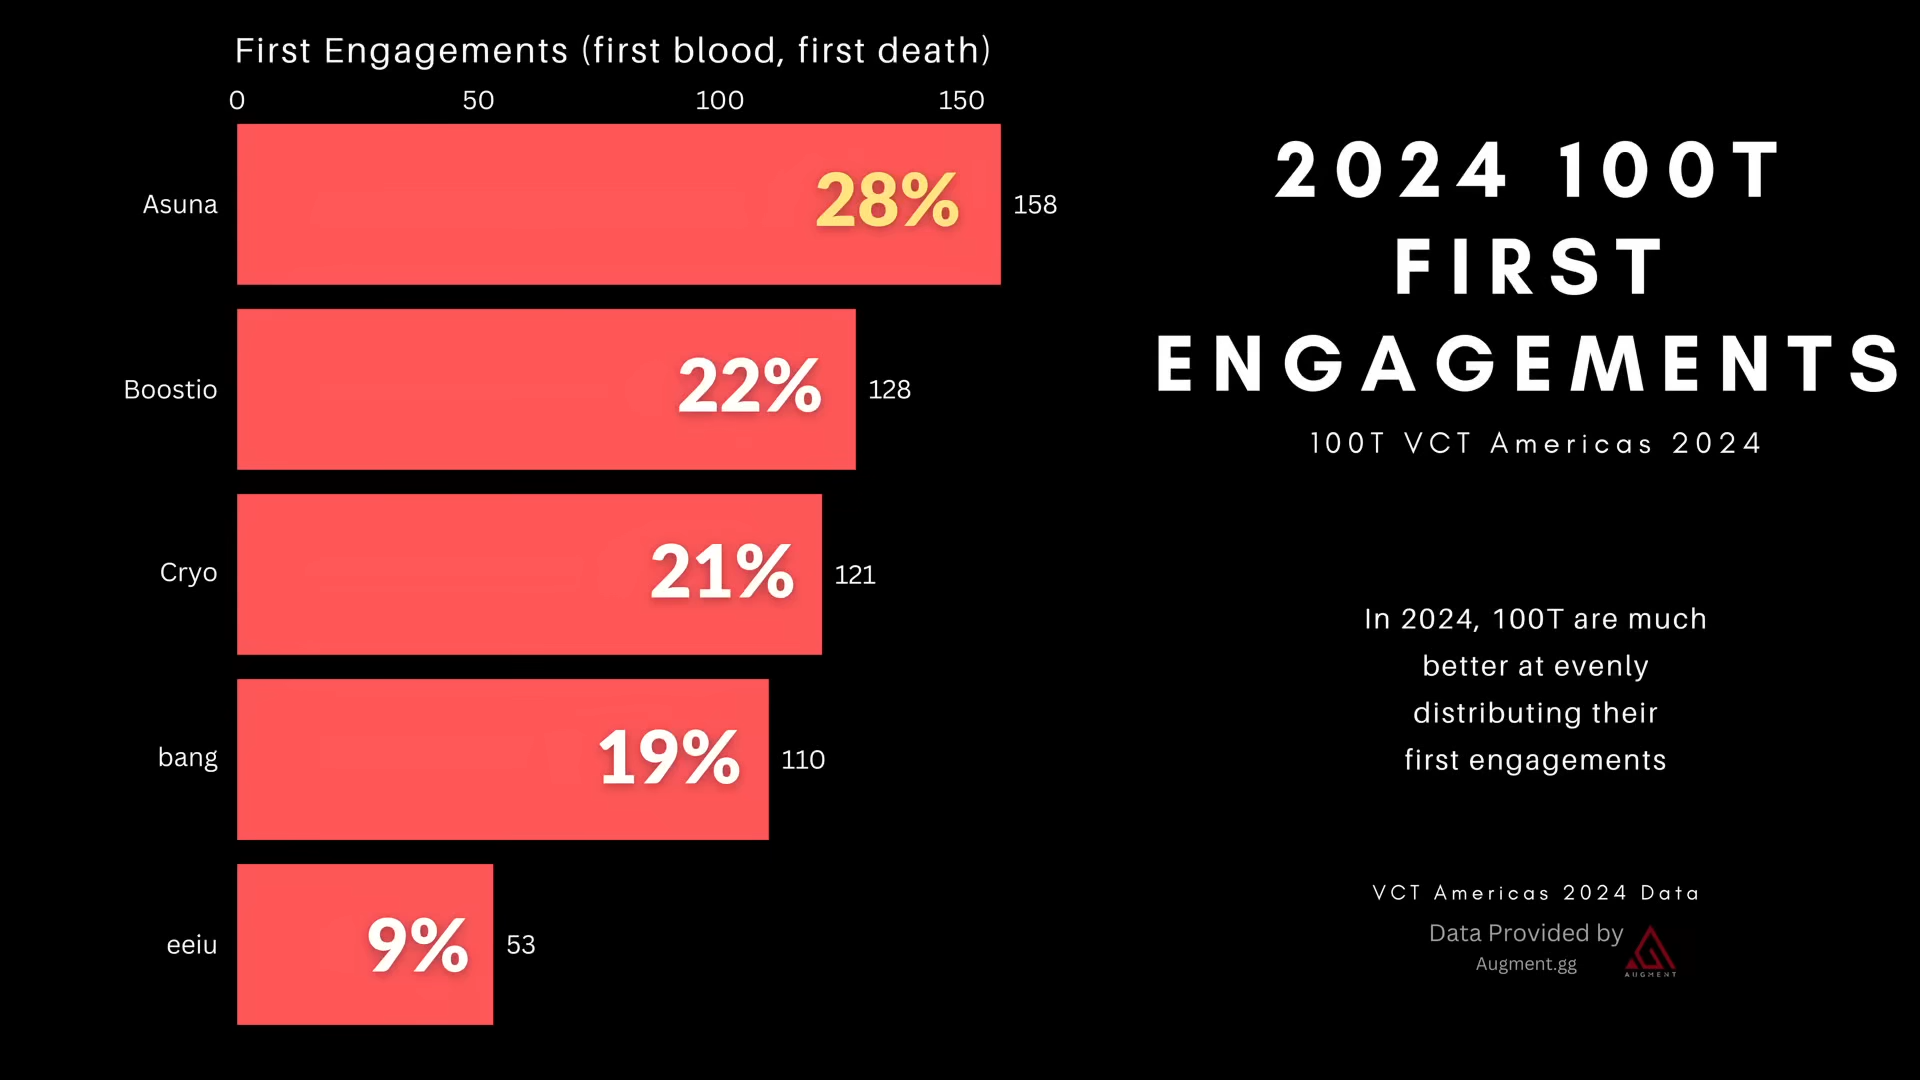 First Engagements (first blood, first death)
0 50 100 150
Asuna 28% 158
Boostio 22% 128
Cryo 21% 121
bang 19% 110
eeiu 9% 53
2024 100T
FIRST
ENGAGEMENTS
100T VCT Americas 2024
In 2024, 100T are much
better at evenly
distributing their
first engagements
VCT Americas 2024 Data
Data Provided by
Augment.gg
AUGMENT